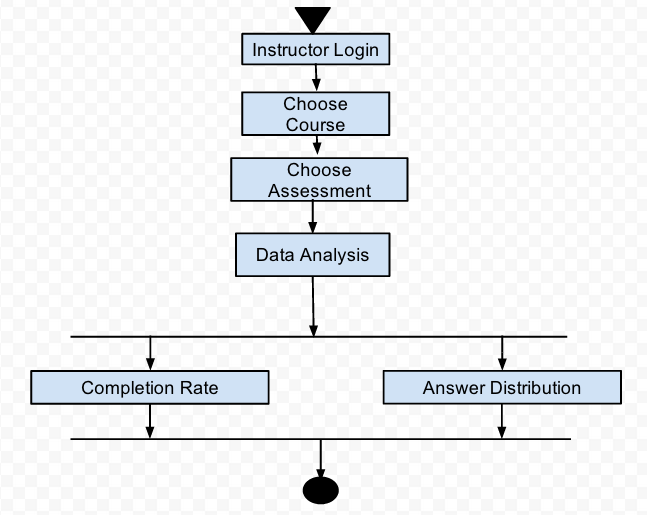 Instructor Login
Choose
Course
Choose
Assessment
Data Analysis
Completion Rate
Answer Distribution